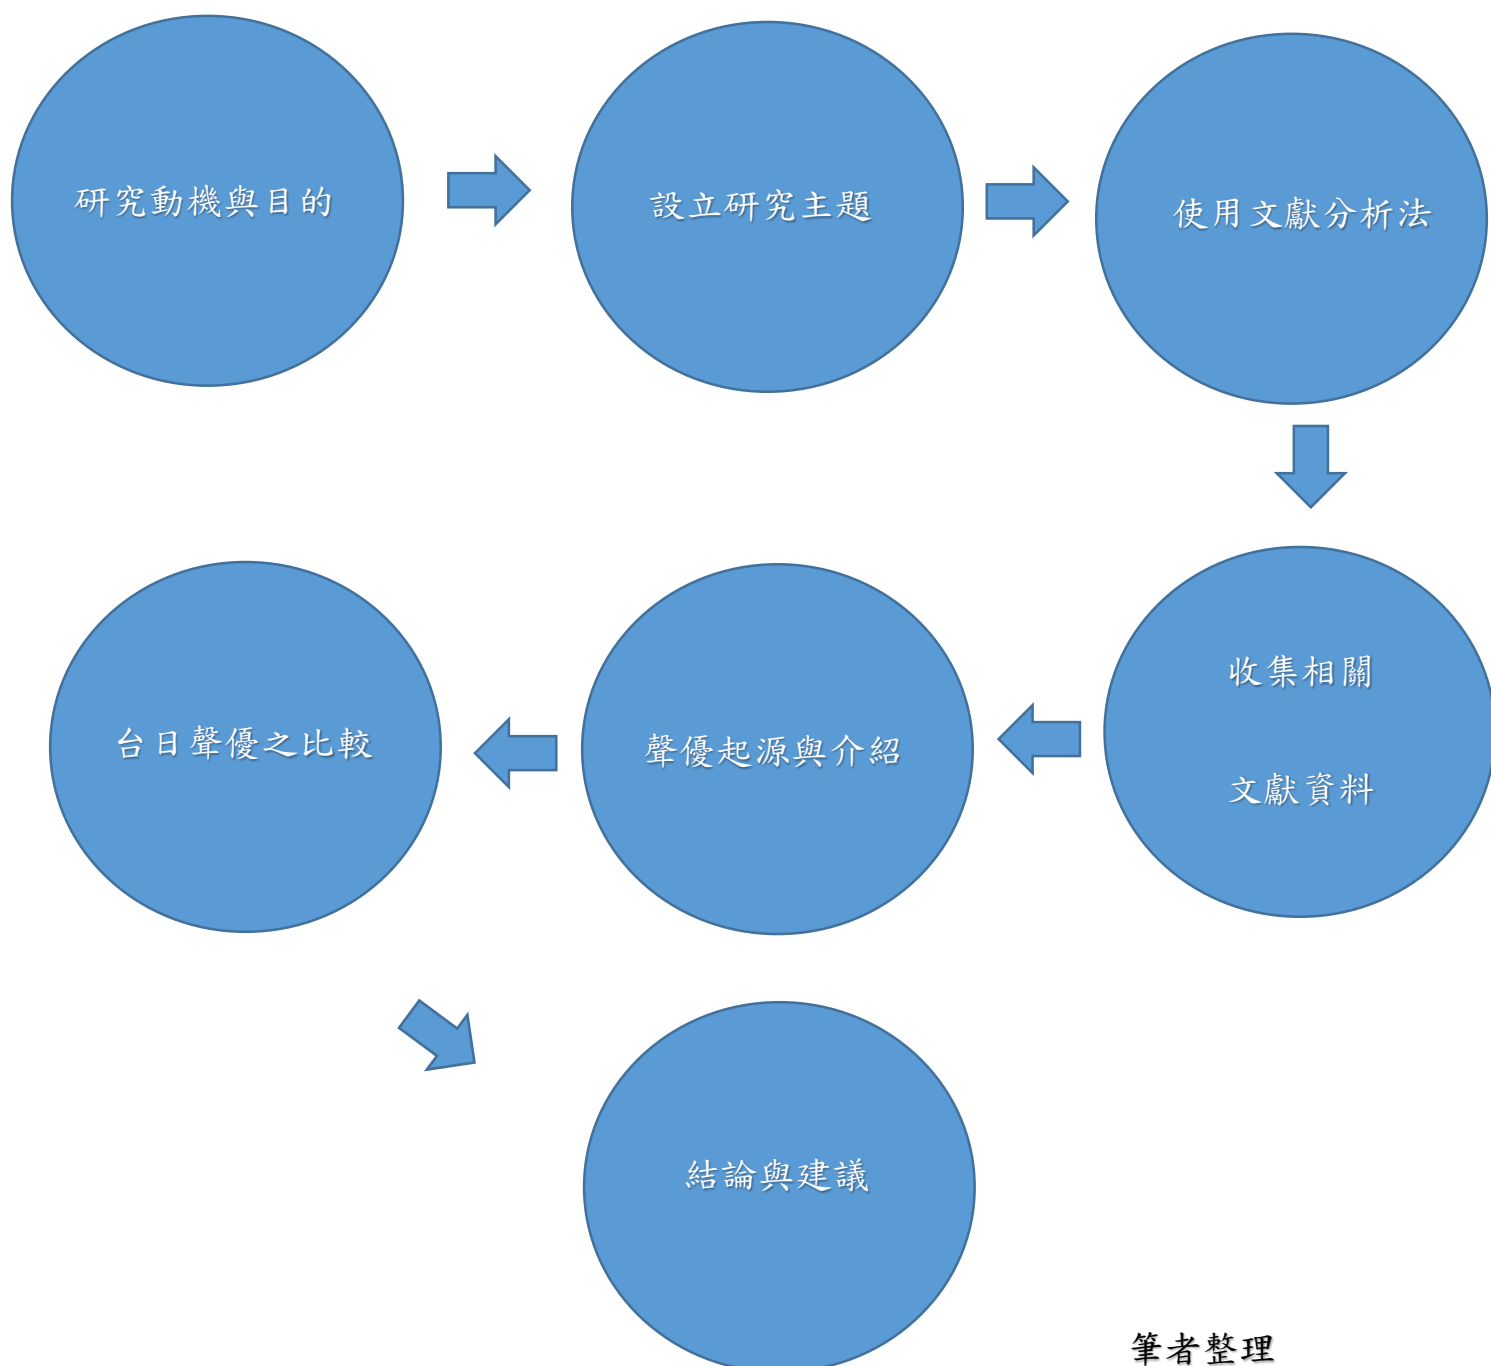 研究動機與目的
設立研究主題
使用文獻分析法
收集相關
文獻資料
聲優起源與介紹
台日聲優之比較
結論與建議
筆者整理